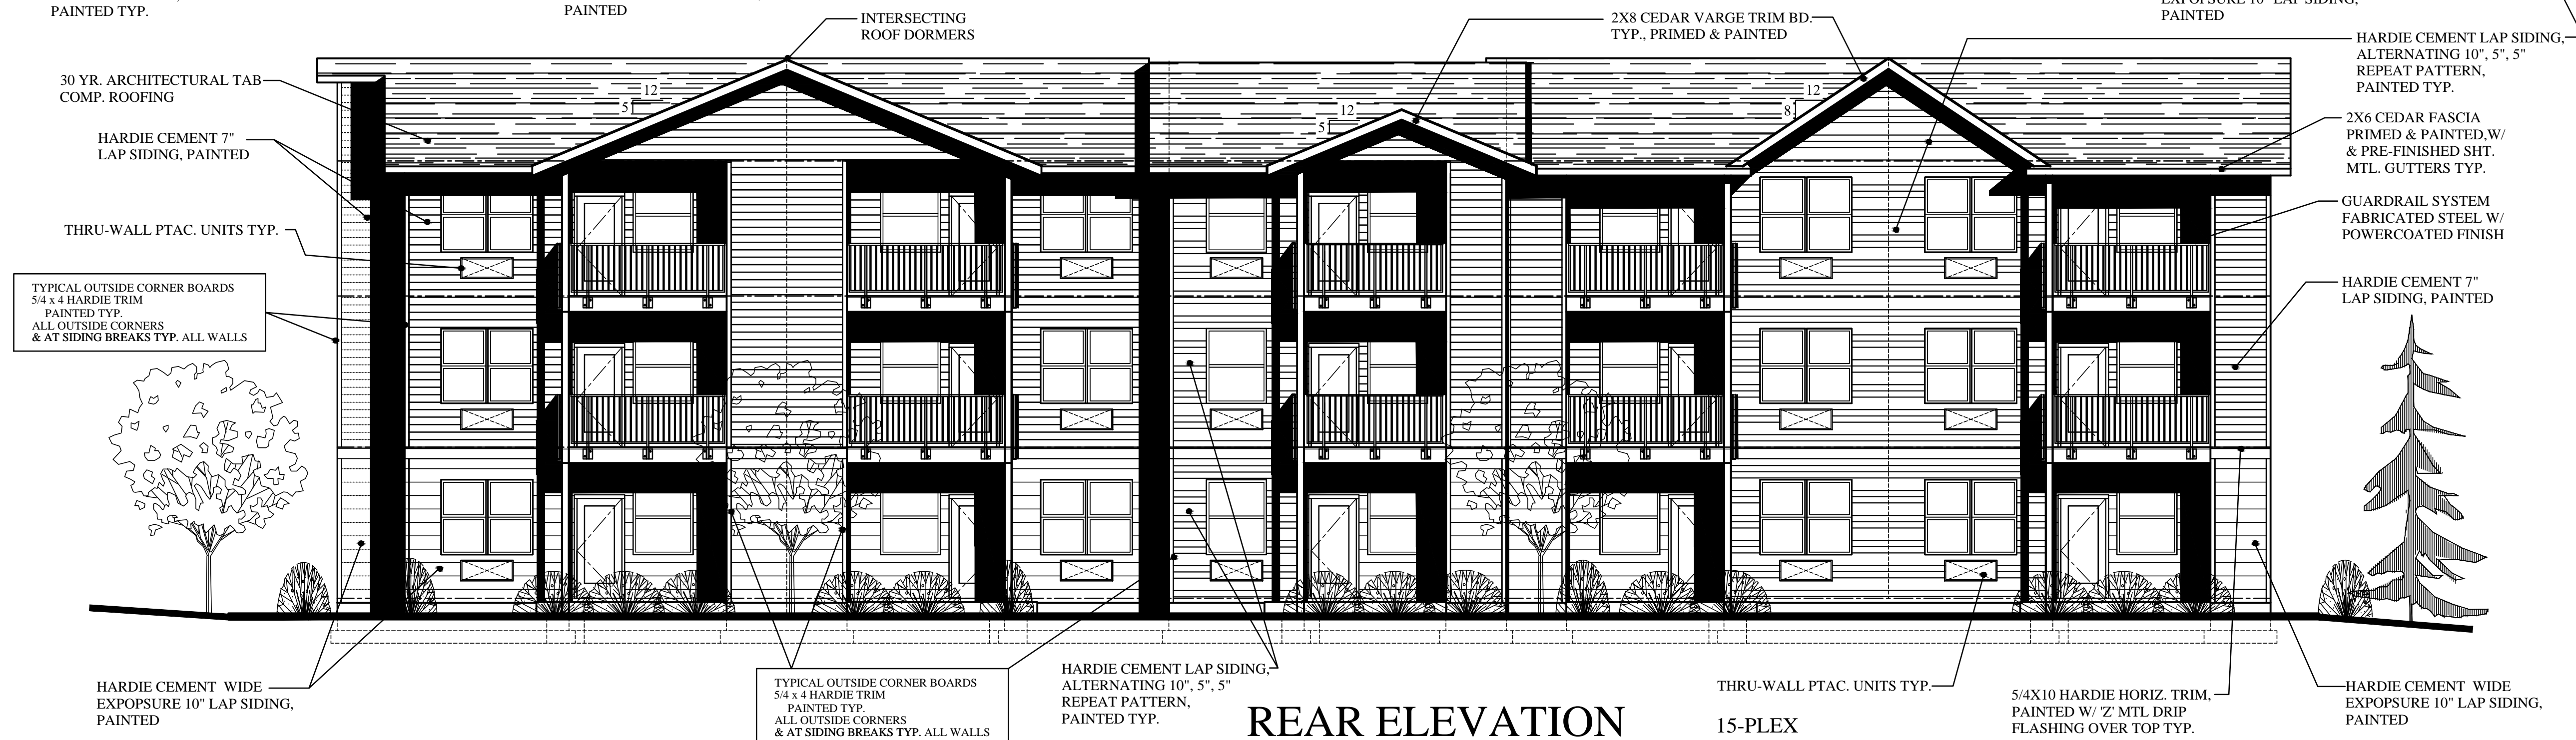 PAINTED TYP.
PAINTED
INTERSECTING
ROOF DORMERS
2X8 CEDAR VARGE TRIM BD.
TYP., PRIMED & PAINTED
EXPOPSURE 10" LAP SIDING,
PAINTED
HARDIE CEMENT LAP SIDING,
ALTERNATING 10", 5", 5"
REPEAT PATTERN,
PAINTED TYP.
30 YR. ARCHITECTURAL TAB
COMP. ROOFING
12
5
12
5
12
8
2X6 CEDAR FASCIA
PRIMED & PAINTED,W/
& PRE-FINISHED SHT.
MTL. GUTTERS TYP.
HARDIE CEMENT 7"
LAP SIDING, PAINTED
GUARDRAIL SYSTEM
FABRICATED STEEL W/
POWERCOATED FINISH
THRU-WALL PTAC. UNITS TYP.
TYPICAL OUTSIDE CORNER BOARDS
5/4 x 4 HARDIE TRIM
PAINTED TYP.
ALL OUTSIDE CORNERS
& AT SIDING BREAKS TYP. ALL WALLS
HARDIE CEMENT 7"
LAP SIDING, PAINTED
HARDIE CEMENT WIDE
EXPOPSURE 10" LAP SIDING,
PAINTED
TYPICAL OUTSIDE CORNER BOARDS
5/4 x 4 HARDIE TRIM
PAINTED TYP.
ALL OUTSIDE CORNERS
& AT SIDING BREAKS TYP. ALL WALLS
HARDIE CEMENT LAP SIDING,
ALTERNATING 10", 5", 5"
REPEAT PATTERN,
PAINTED TYP.
REAR ELEVATION
THRU-WALL PTAC. UNITS TYP.
15-PLEX
5/4X10 HARDIE HORIZ. TRIM,
PAINTED W/ 'Z' MTL DRIP
FLASHING OVER TOP TYP.
HARDIE CEMENT WIDE
EXPOPSURE 10" LAP SIDING,
PAINTED